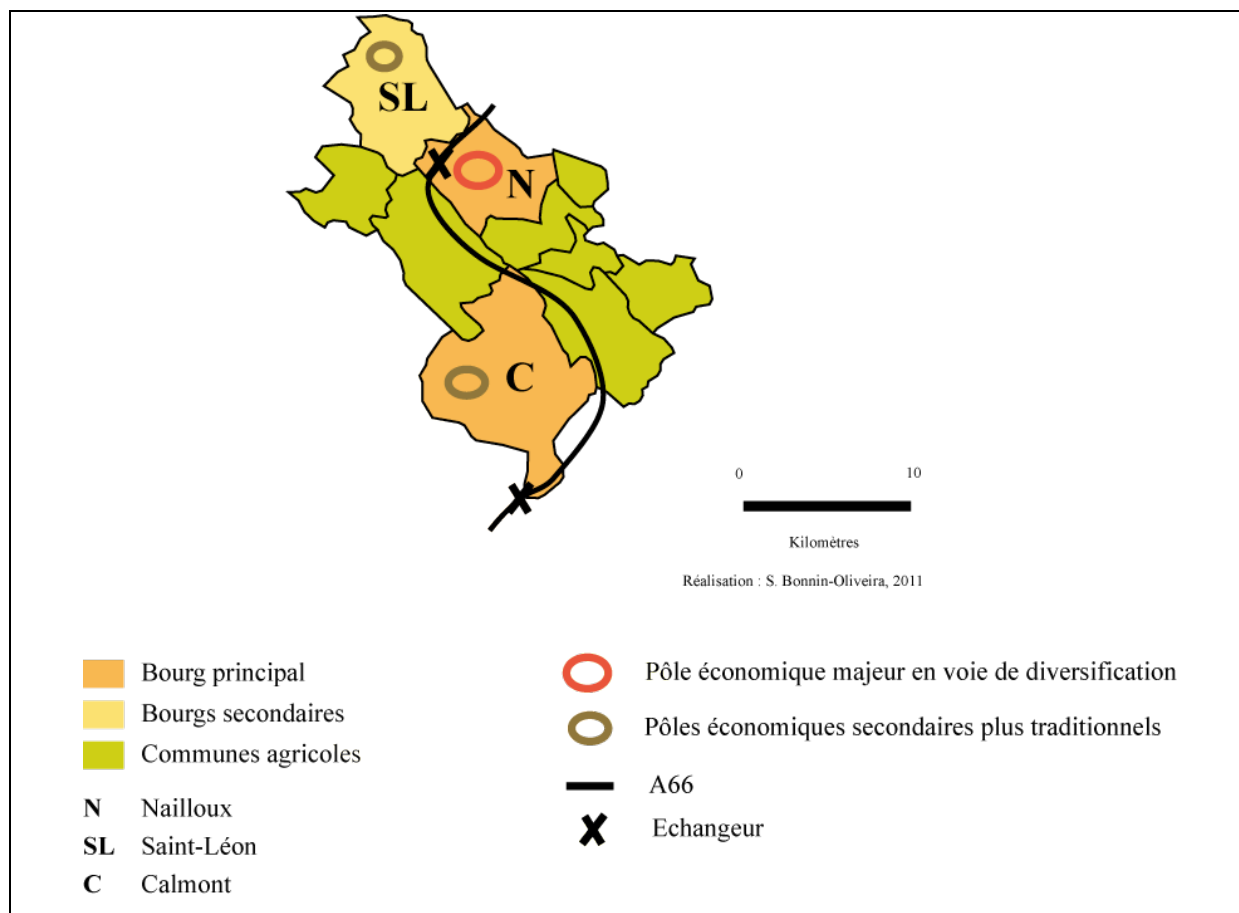 SL
N
C
0 10
Kilomètres
Réalisation : S. Bonnin-Oliveira, 2011
Bourg principal
Bourgs secondaires
Communes agricoles
N Nailloux
SL Saint-Léon
C Calmont
Pôle économique majeur en voie de diversification
Pôles économiques secondaires plus traditionnels
A66
Echangeur